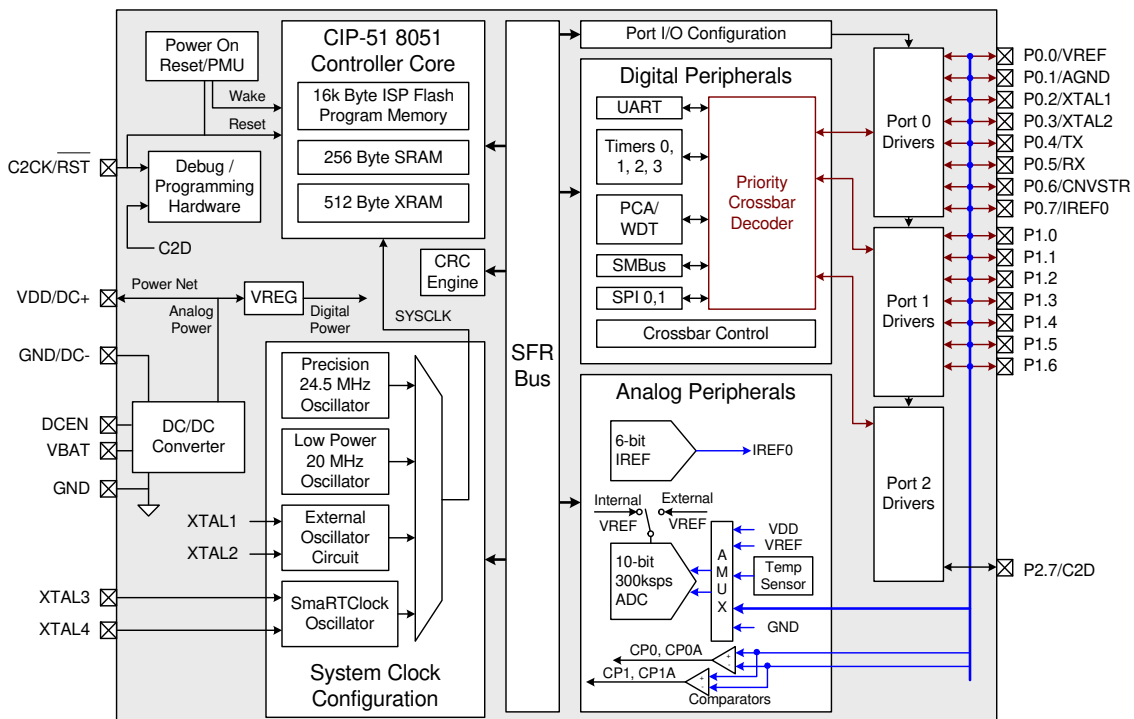 Power On
Reset/PMU
Wake
Reset
C2CK/RST
Debug /
Programming
Hardware
C2D
CIP-51 8051
Controller Core
16k Byte ISP Flash
Program Memory
256 Byte SRAM
512 Byte XRAM
CRC
Engine
VDD/DC+
Power Net
Analog
Power
VREG
Digital
Power
SYSCLK
GND/DC-
DCEN
VBAT
GND
DC/DC
Converter
XTAL1
XTAL2
XTAL3
XTAL4
Precision
24.5 MHz
Oscillator
Low Power
20 MHz
Oscillator
External
Oscillator
Circuit
SmaRTClock
Oscillator
System Clock
Configuration
SFR
Bus
Port I/O Configuration
Digital Peripherals
UART
Timers 0,
1, 2, 3
PCA/
WDT
SMBus
SPI 0,1
Priority
Crossbar
Decoder
Crossbar Control
Analog Peripherals
6-bit
IREF
IREF0
Internal
VREF
External
VREF
10-bit
300ksps
ADC
A
M
U
X
VDD
VREF
Temp
Sensor
GND
CP0, CP0A
+
-
CP1, CP1A
+
-
Comparators
Port 0
Drivers
Port 1
Drivers
Port 2
Drivers
P0.0/VREF
P0.1/AGND
P0.2/XTAL1
P0.3/XTAL2
P0.4/TX
P0.5/RX
P0.6/CNVSTR
P0.7/IREF0
P1.0
P1.1
P1.2
P1.3
P1.4
P1.5
P1.6
P2.7/C2D